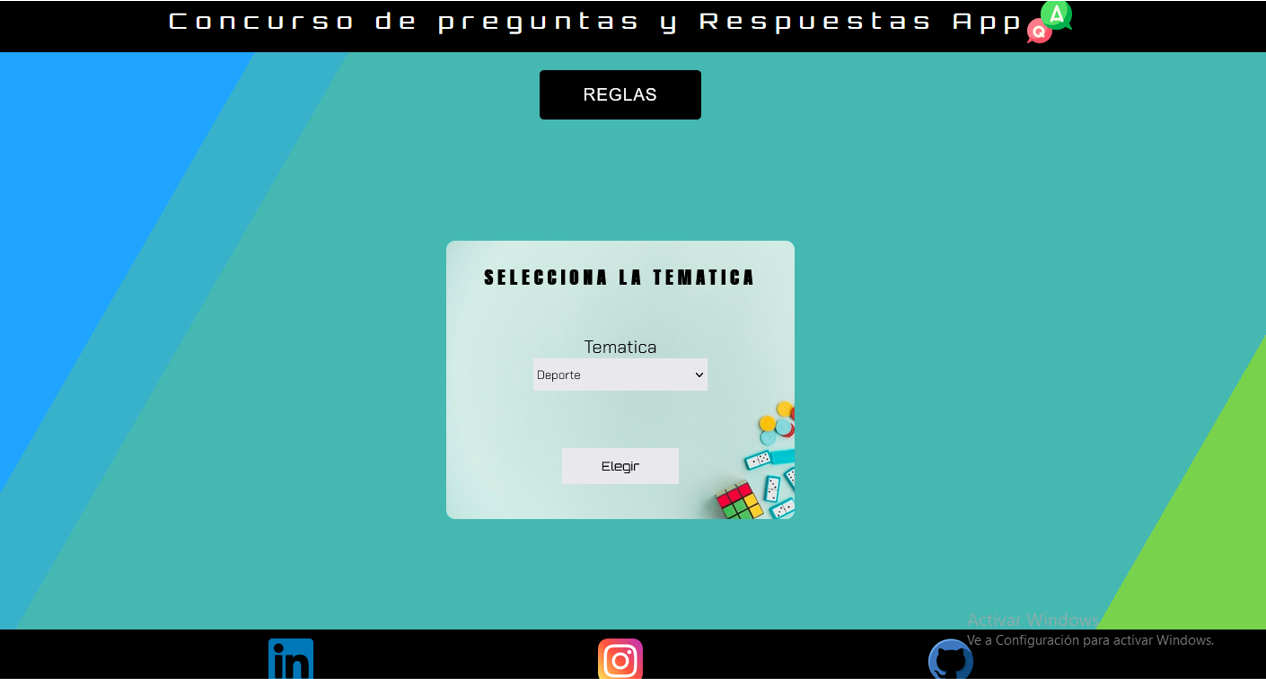 Concurso de preguntas y Respuestas App
A
Q
REGLAS
SELECCIONA LA TEMATICA
Tematica
Deporte
Elegir
Activar Windows
Ve a Configuración para activar Windows.
in